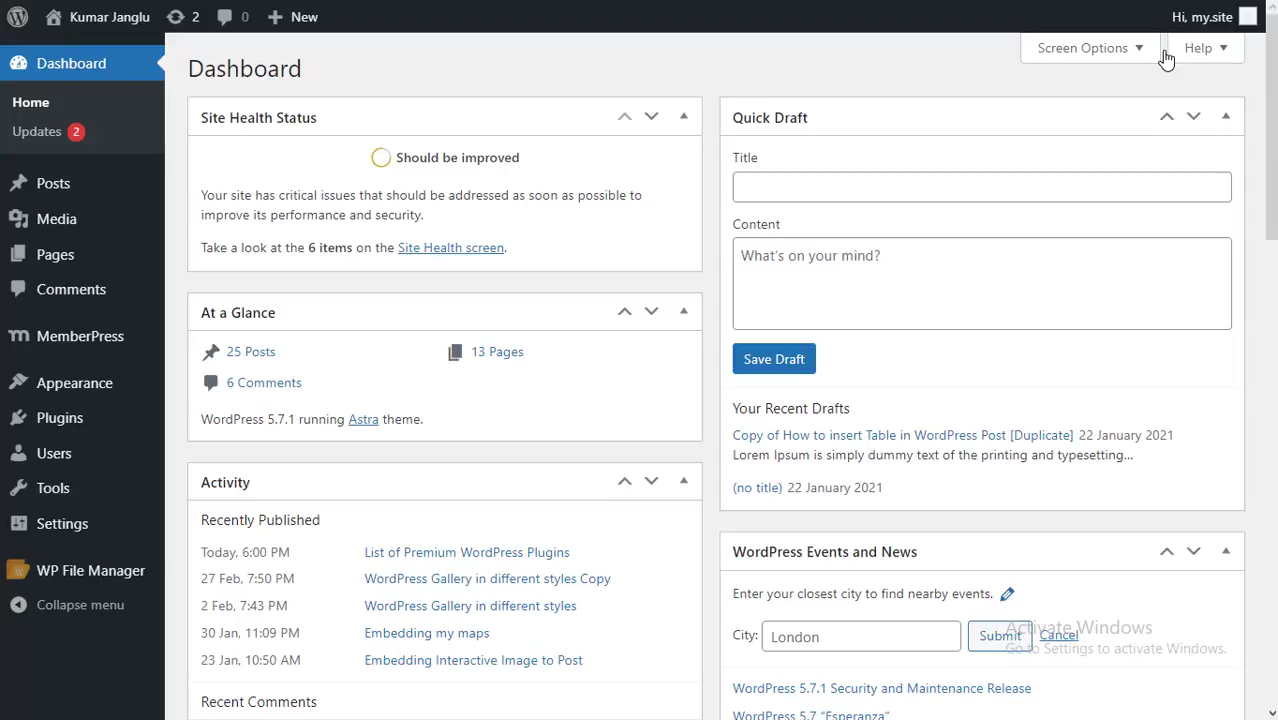 Kumar Janglu 2 0 New Hi, my.site
Screen Options Help
Dashboard
Home
Updates 2
Posts
Media
Pages
Comments
MemberPress
Appearance
Plugins
Users
Tools
Settings
WP File Manager
Collapse menu
Dashboard
Site Health Status
Should be improved
Your site has critical issues that should be addressed as soon as possible to
improve its performance and security.
Take a look at the 6 items on the Site Health screen.
At a Glance
25 Posts 13 Pages
6 Comments
WordPress 5.7.1 running Astra theme.
Activity
Recently Published
Today, 6:00 PM List of Premium WordPress Plugins
27 Feb, 7:50 PM WordPress Gallery in different styles Copy
2 Feb, 7:43 PM WordPress Gallery in different styles
30 Jan, 11:09 PM Embedding my maps
23 Jan, 10:50 AM Embedding Interactive Image to Post
Recent Comments
Quick Draft
Title
Content
What's on your mind?
Save Draft
Your Recent Drafts
Copy of How to insert Table in WordPress Post [Duplicate] 22 January 2021
Lorem Ipsum is simply dummy text of the printing and typesetting…
(no title) 22 January 2021
WordPress Events and News
Enter your closest city to find nearby events.
City: London Submit Cancel
Activate Windows
Go to Settings to activate Windows.
WordPress 5.7.1 Security and Maintenance Release
WordPress 5.7 "Esperanza"